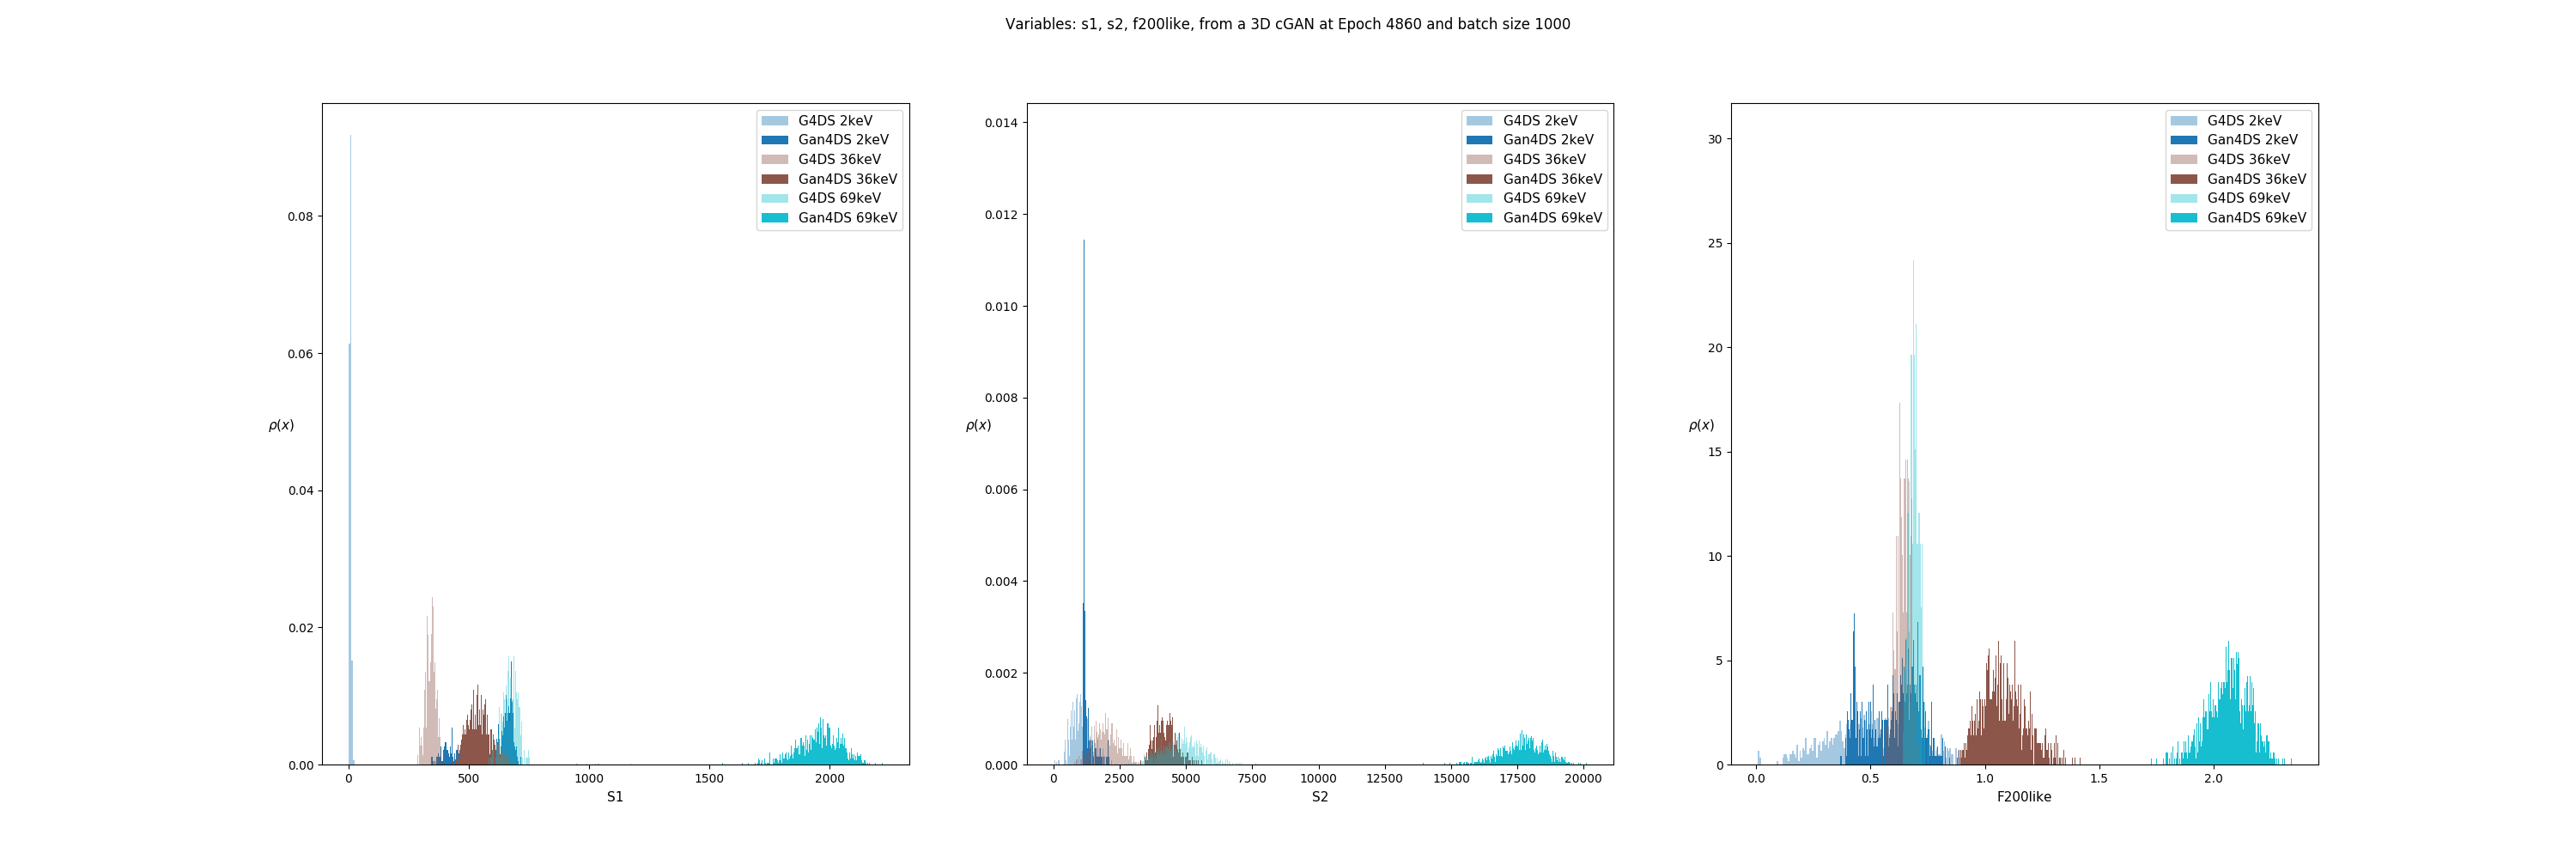 Variables: s1, s2, f200like, from a 3D cGAN at Epoch 4860 and batch size 1000
G4DS 2keV
Gan4DS 2keV
G4DS 36keV
Gan4DS 36keV
G4DS 69keV
Gan4DS 69keV
0.08
0.06
0.04
0.02
0.00
ρ(x)
0
500
1000
1500
2000
S1
G4DS 2keV
Gan4DS 2keV
G4DS 36keV
Gan4DS 36keV
G4DS 69keV
Gan4DS 69keV
0.014
0.012
0.010
0.008
0.006
0.004
0.002
0.000
ρ(x)
0
2500
5000
7500
10000
12500
15000
17500
20000
S2
G4DS 2keV
Gan4DS 2keV
G4DS 36keV
Gan4DS 36keV
G4DS 69keV
Gan4DS 69keV
30
25
20
15
10
5
0
ρ(x)
0.0
0.5
1.0
1.5
2.0
F200like